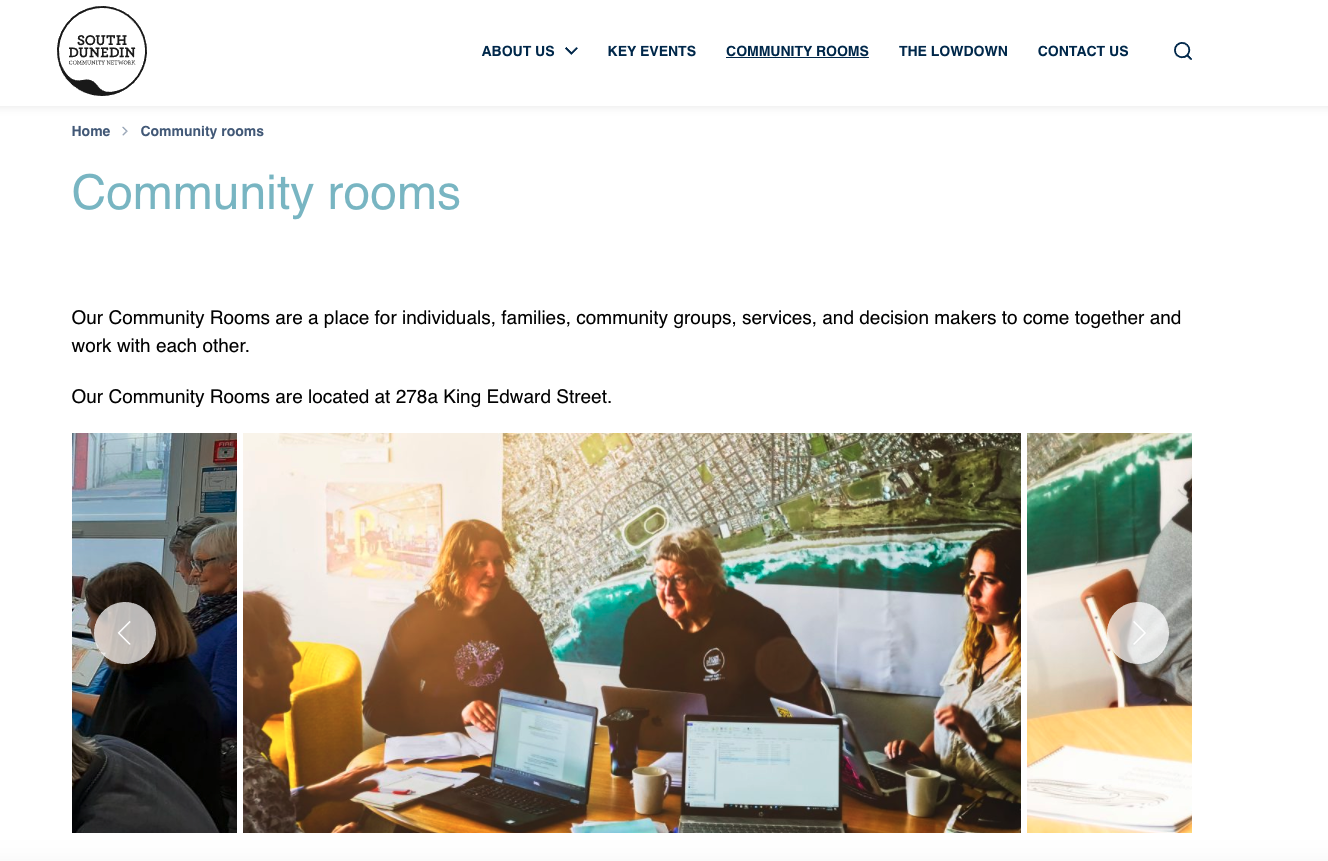 SOUTH
DUNEDIN
COMMUNITY NETWORK
ABOUT US
KEY EVENTS
COMMUNITY ROOMS
THE LOWDOWN
CONTACT US
Home
Community rooms
Community rooms
Our Community Rooms are a place for individuals, families, community groups, services, and decision makers to come together and
work with each other.
Our Community Rooms are located at 278a King Edward Street.
FIRE